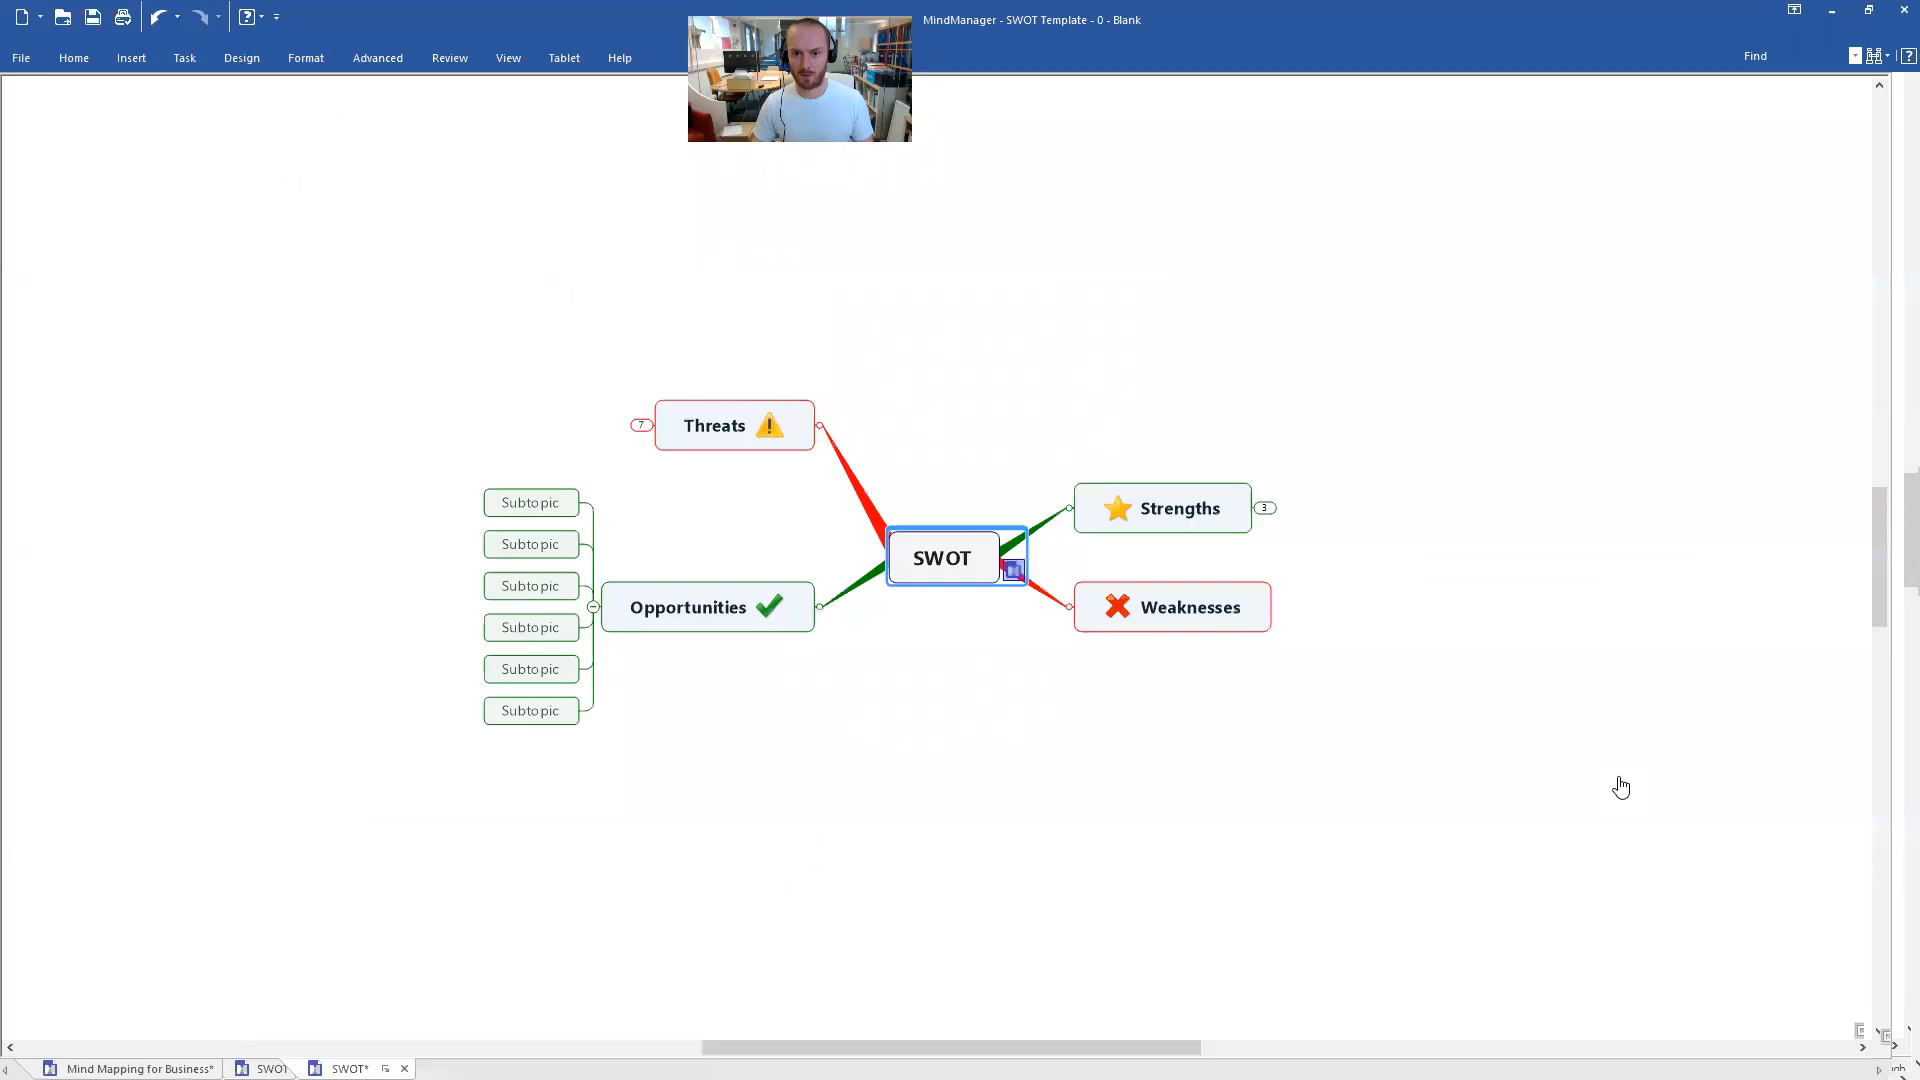 MindManager - SWOT Template - 0 - Blank
File Home Insert Task Design Format Advanced Review View Tablet Help Find
7 Threats
Subtopic
Strengths 3
Subtopic
SWOT
Subtopic
Opportunities
Weaknesses
Subtopic
Subtopic
Subtopic
Mind Mapping for Business* SWOT SWOT*